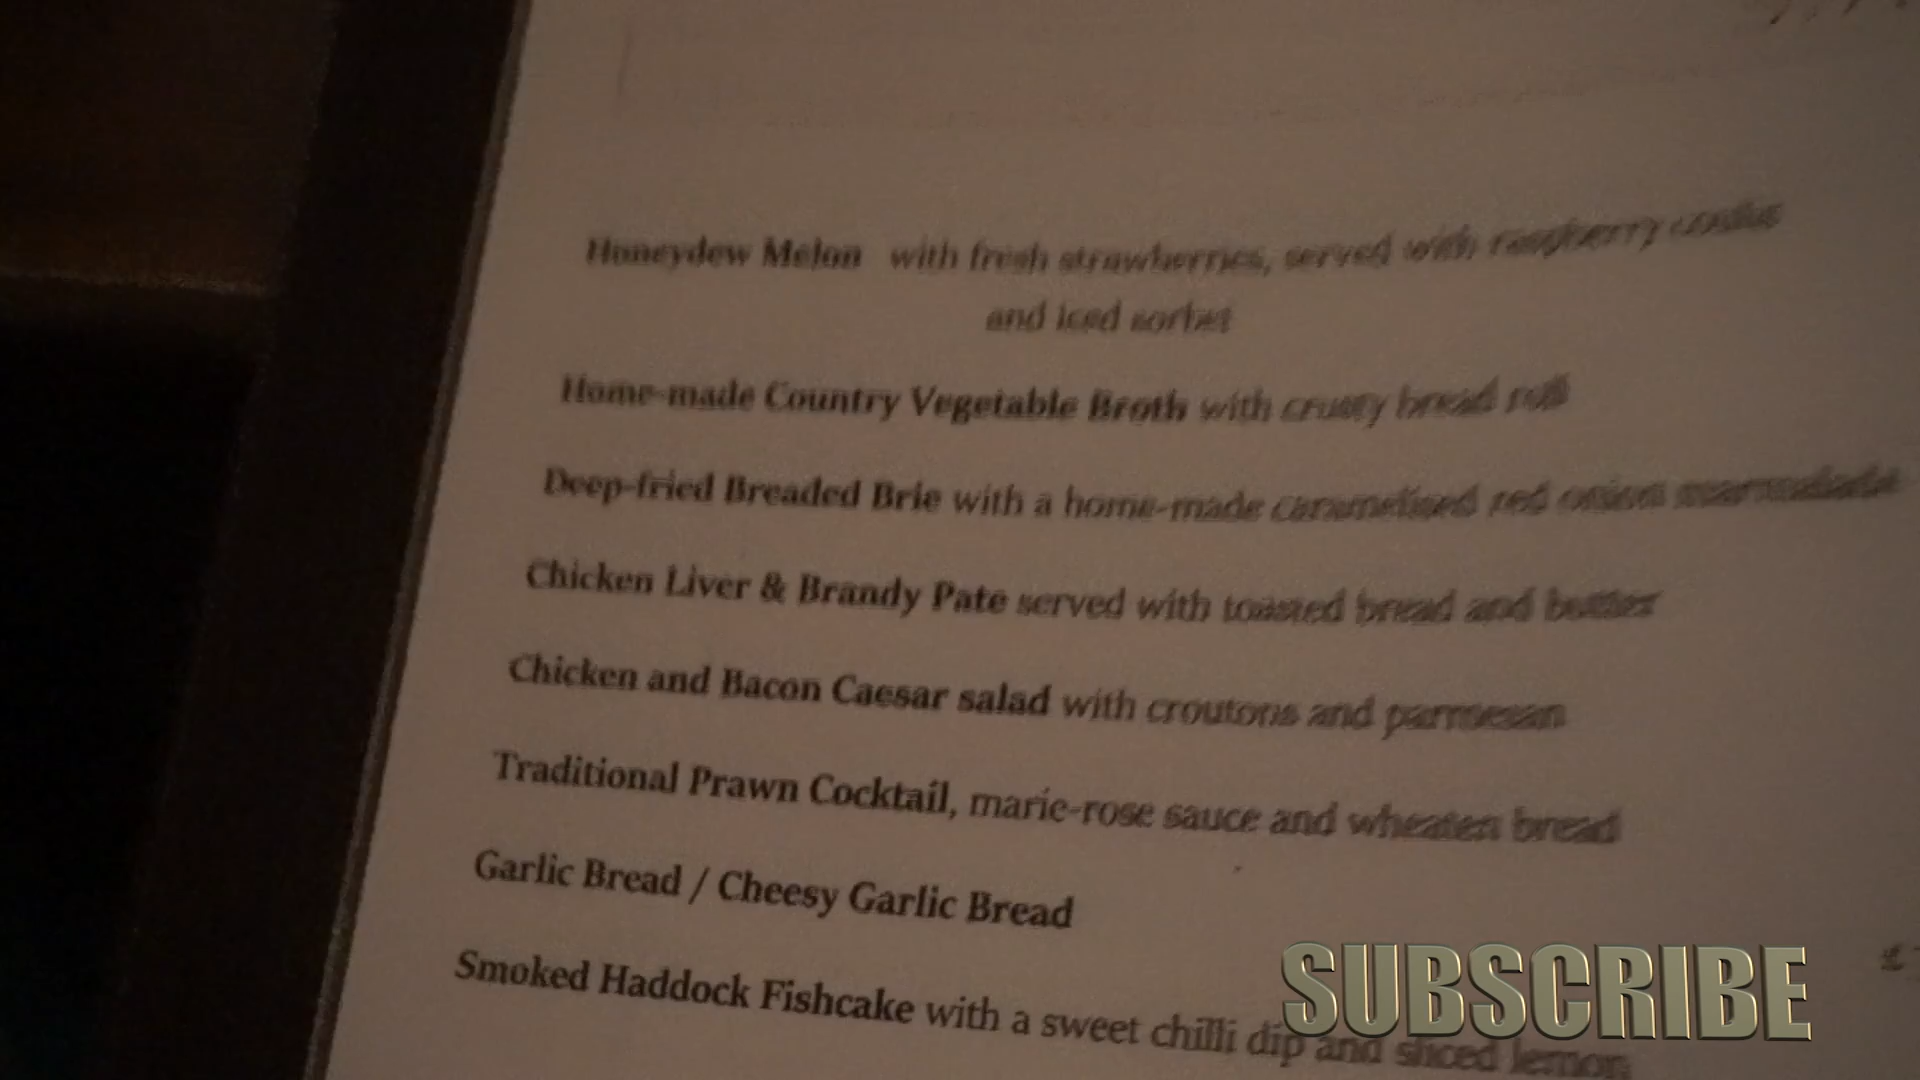 Honeydew Melon with fresh strawberries, served with raspberry coulis
and iced sorbet
Home-made Country Vegetable Broth with crusty bread roll
Deep-fried Breaded Brie with a home-made caramelised red onion marmalade
Chicken Liver & Brandy Pate served with toasted bread and butter
Chicken and Bacon Caesar salad with croutons and parmesan
Traditional Prawn Cocktail, marie-rose sauce and wheaten bread
Garlic Bread / Cheesy Garlic Bread
Smoked Haddock Fishcake with a sweet chilli dip and sliced lemon
SUBSCRIBE